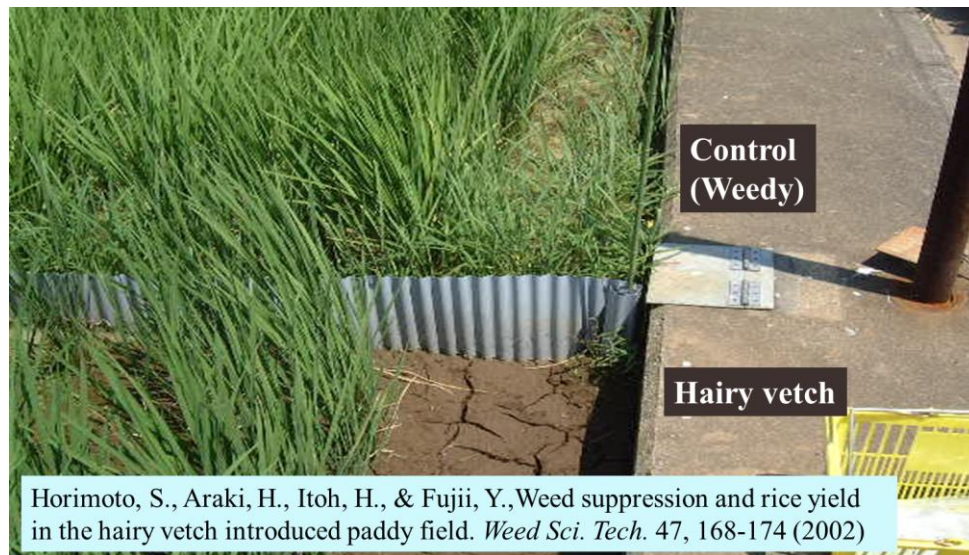 Control
(Weedy)
Hairy vetch
Horimoto, S., Araki, H., Itoh, H., & Fujii, Y.,Weed suppression and rice yield
in the hairy vetch introduced paddy field. Weed Sci. Tech. 47, 168-174 (2002)